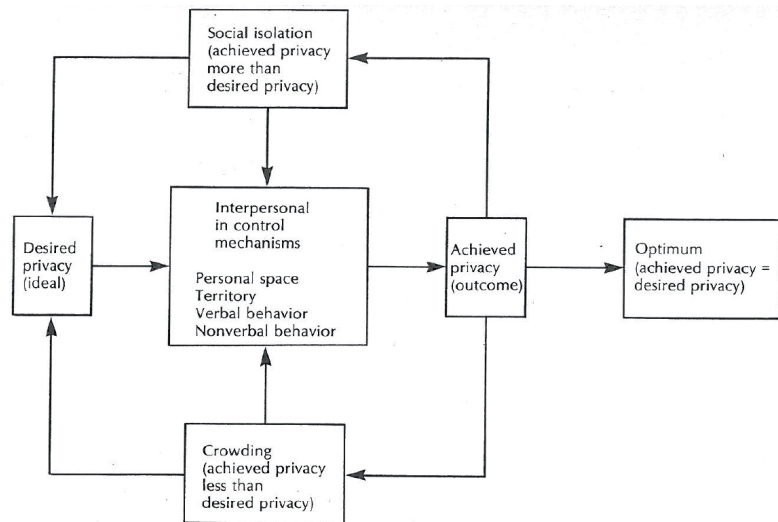 Social isolation
(achieved privacy
more than
desired privacy)
Desired
privacy
(ideal)
Interpersonal
in control
mechanisms
Personal space
Territory
Verbal behavior
Nonverbal behavior
Achieved
privacy
(outcome)
Optimum
(achieved privacy =
desired privacy)
Crowding
(achieved privacy
less than
desired privacy)